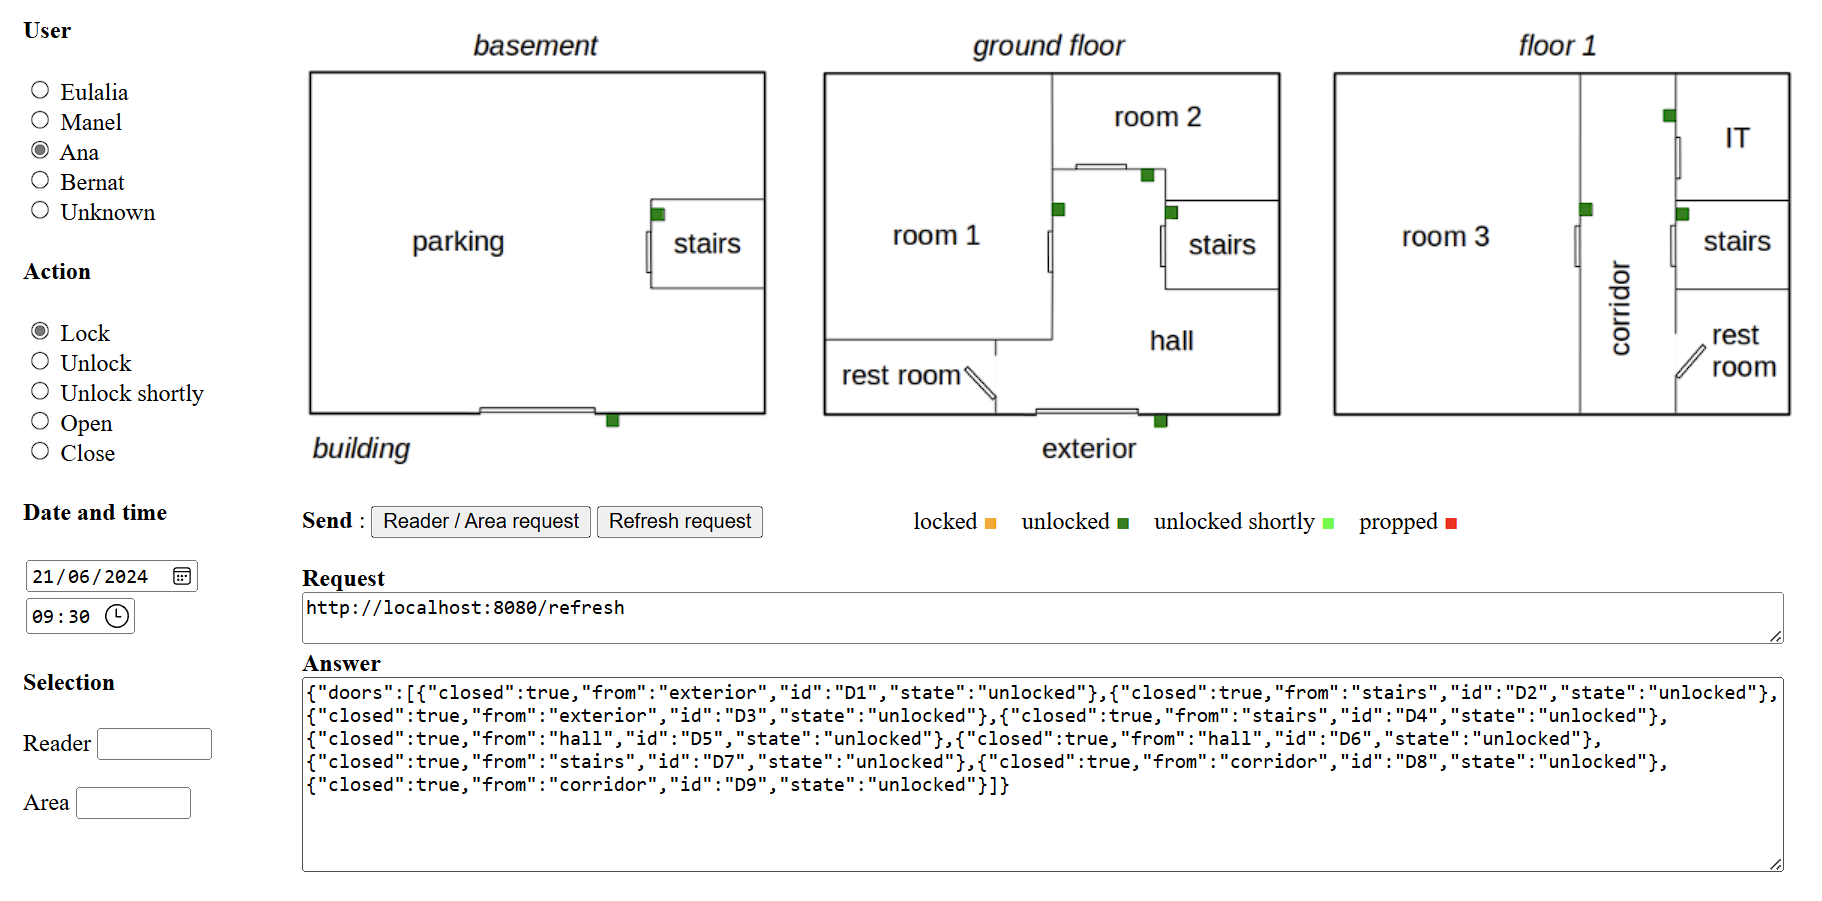 User
Eulalia
Manel
Ana
Bernat
Unknown
Action
Lock
Unlock
Unlock shortly
Open
Close
Date and time
21/06/2024
09:30
Selection
Reader
Area
basement
parking
stairs
building
ground floor
room 2
room 1
stairs
hall
rest room
exterior
floor 1
IT
room 3
stairs
corridor
rest
room
Send : Reader / Area request Refresh request
locked unlocked unlocked shortly propped
Request
http://localhost:8080/refresh
Answer
{"doors":[{"closed":true,"from":"exterior","id":"D1","state":"unlocked"},{"closed":true,"from":"stairs","id":"D2","state":"unlocked"},
{"closed":true,"from":"exterior","id":"D3","state":"unlocked"},{"closed":true,"from":"stairs","id":"D4","state":"unlocked"},
{"closed":true,"from":"hall","id":"D5","state":"unlocked"},{"closed":true,"from":"hall","id":"D6","state":"unlocked"},
{"closed":true,"from":"stairs","id":"D7","state":"unlocked"},{"closed":true,"from":"corridor","id":"D8","state":"unlocked"},
{"closed":true,"from":"corridor","id":"D9","state":"unlocked"}]}